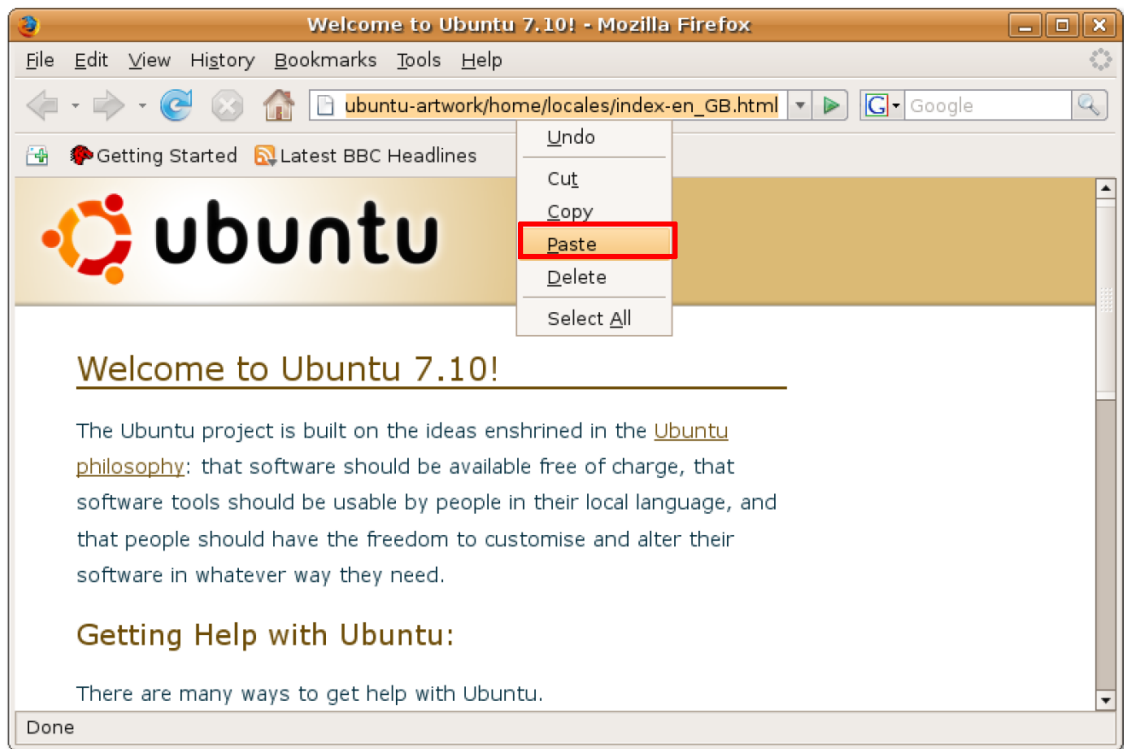 Welcome to Ubuntu 7.10! - Mozilla Firefox
File Edit View History Bookmarks Tools Help
ubuntu-artwork/home/locales/index-en_GB.html G Google
Getting Started Latest BBC Headlines
Undo
Cut
Copy
Paste
Delete
Select All
ubuntu
Welcome to Ubuntu 7.10!
The Ubuntu project is built on the ideas enshrined in the Ubuntu
philosophy: that software should be available free of charge, that
software tools should be usable by people in their local language, and
that people should have the freedom to customise and alter their
software in whatever way they need.
Getting Help with Ubuntu:
There are many ways to get help with Ubuntu.
Done